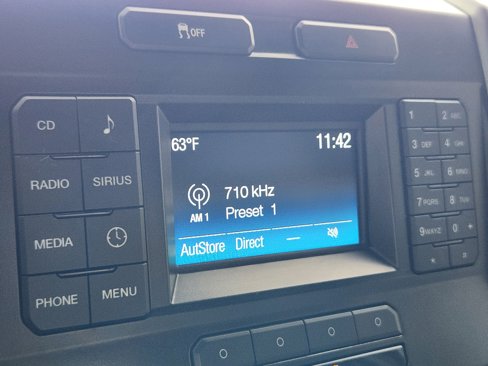 OFF
CD
RADIO SIRIUS
MEDIA
PHONE MENU
63°F 11:42
710 kHz
AM 1 Preset 1
AutStore Direct
1 2 ABC
3 DEF 4 GHI
5 JKL 6 MNO
7 PQRS 8 TUV
9 WXYZ 0 +
*